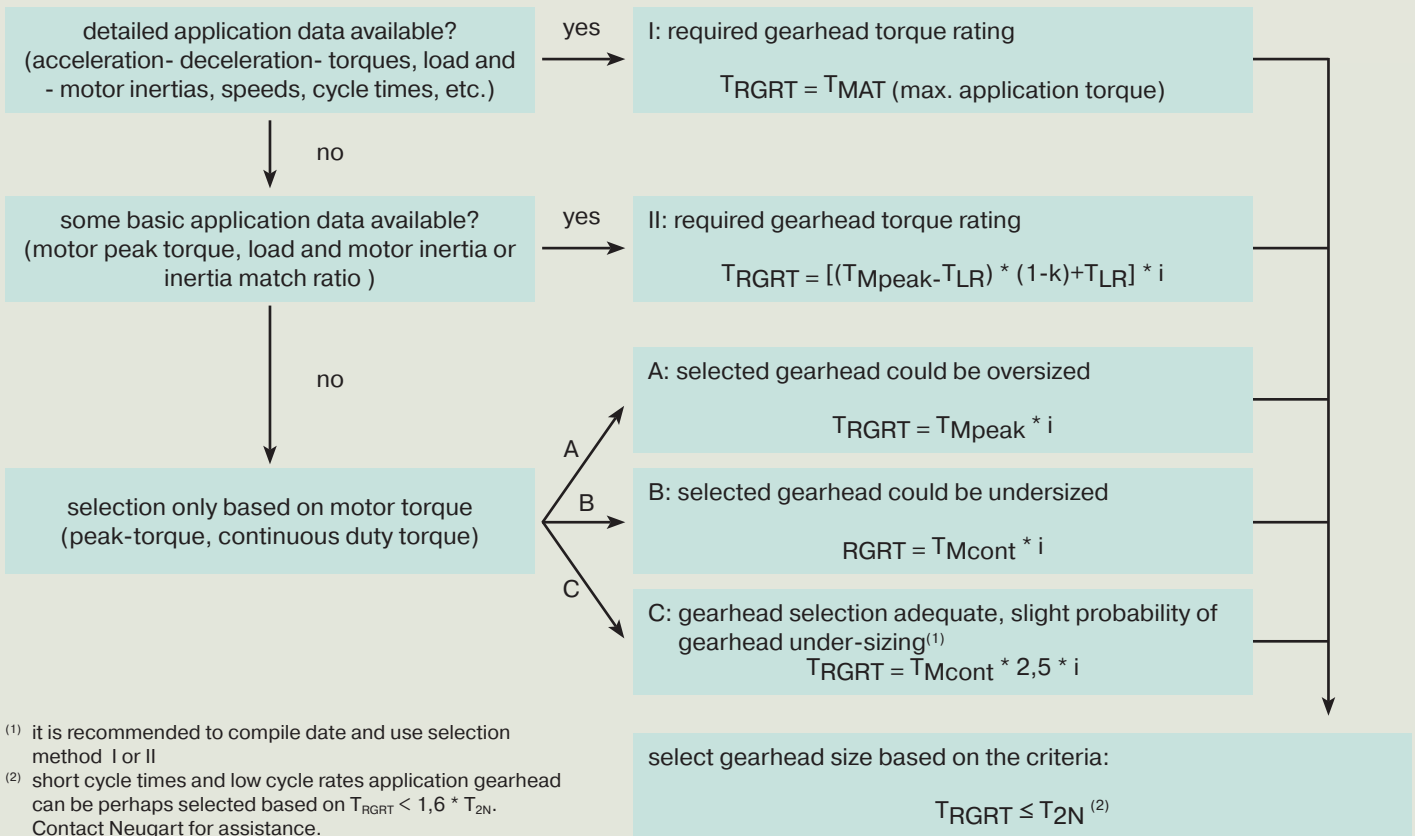 detailed application data available?
(acceleration- deceleration- torques, load and
- motor inertias, speeds, cycle times, etc.)
yes
I: required gearhead torque rating
TRGRT = TMAT (max. application torque)
no
some basic application data available?
(motor peak torque, load and motor inertia or
inertia match ratio )
yes
II: required gearhead torque rating
TRGRT = [(TMpeak-TLR) * (1-k)+TLR] * i
no
A: selected gearhead could be oversized
TRGRT = TMpeak * i
selection only based on motor torque
(peak-torque, continuous duty torque)
A
B
C
B: selected gearhead could be undersized
RGRT = TMcont * i
C: gearhead selection adequate, slight probability of
gearhead under-sizing(1)
TRGRT = TMcont * 2,5 * i
(1) it is recommended to compile date and use selection
method I or II
(2) short cycle times and low cycle rates application gearhead
can be perhaps selected based on TRGRT < 1,6 * T2N.
Contact Neugart for assistance.
select gearhead size based on the criteria:
TRGRT ≤ T2N (2)